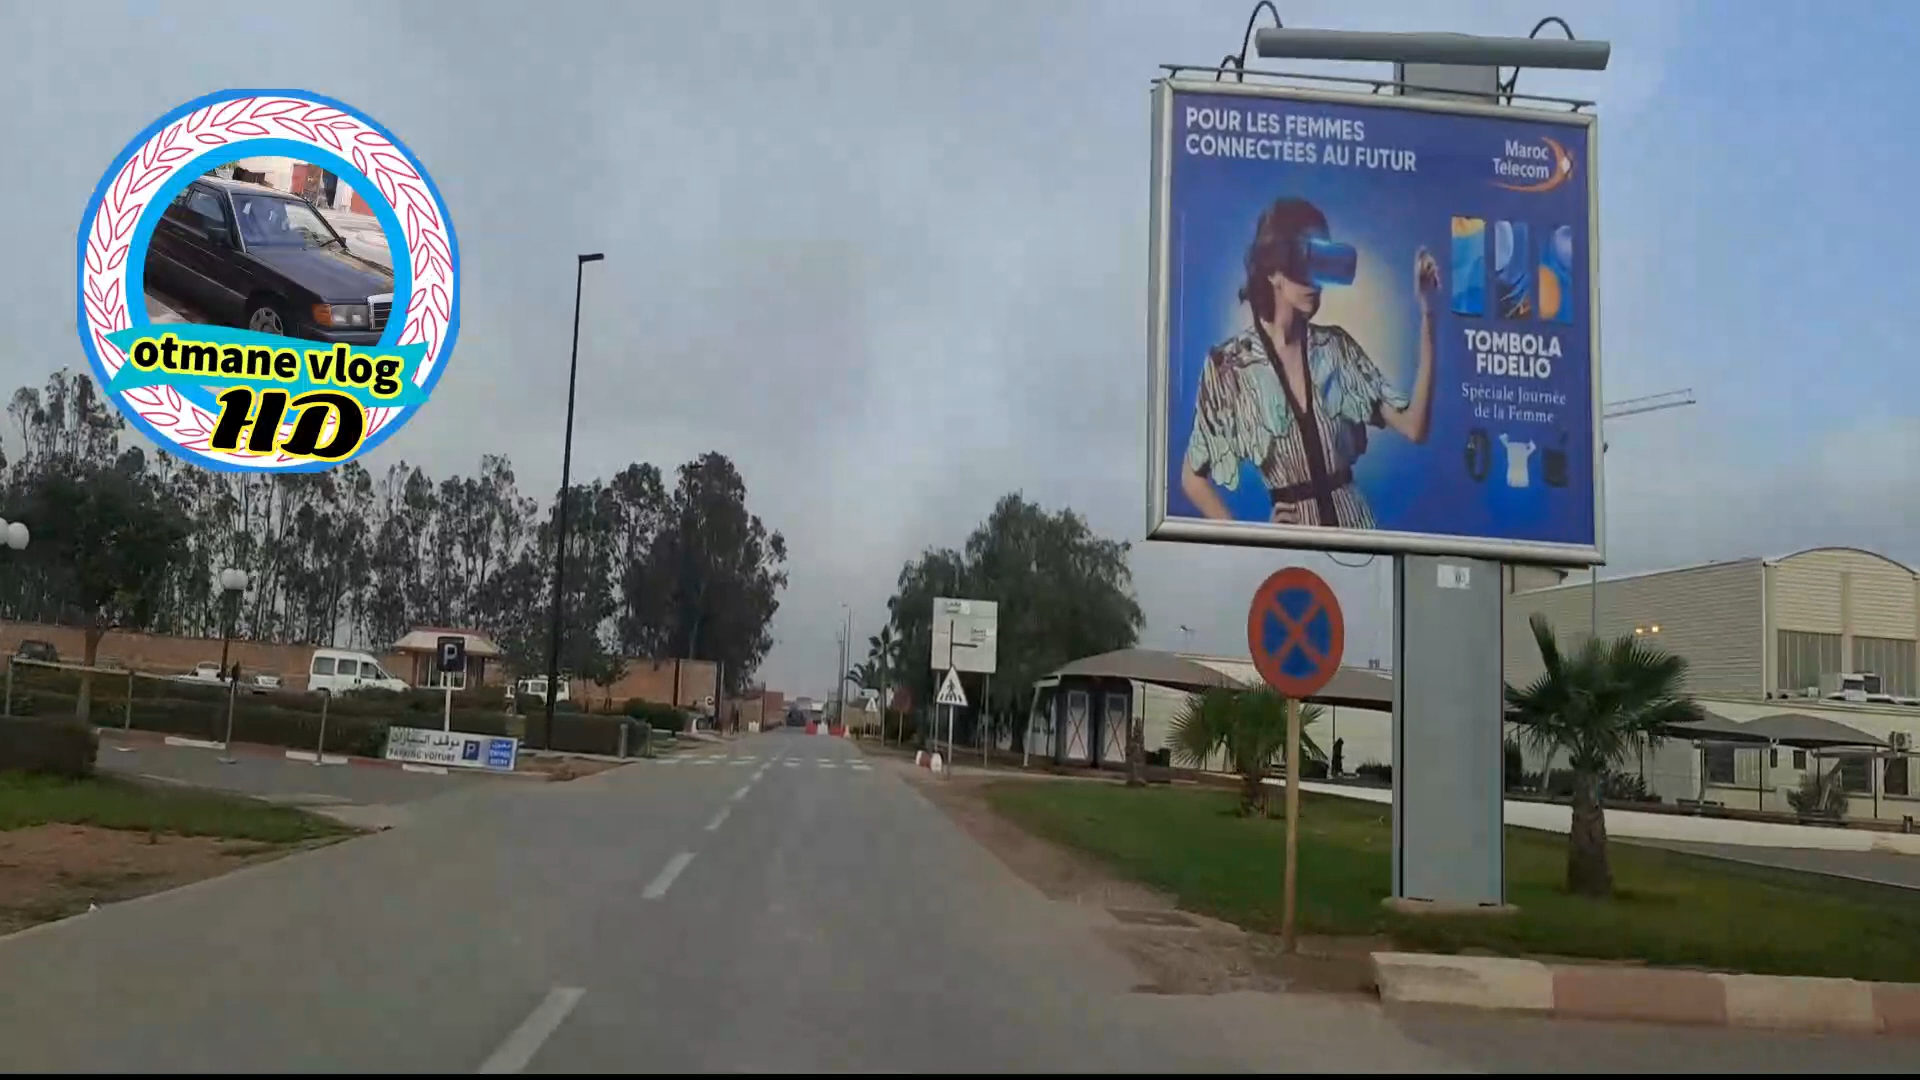 otmane vlog
HD
POUR LES FEMMES
CONNECTÉES AU FUTUR
Maroc
Telecom
TOMBOLA
FIDELIO
Spéciale Journée
de la Femme
P
موقف السيارات
PARKING VOITURE
P